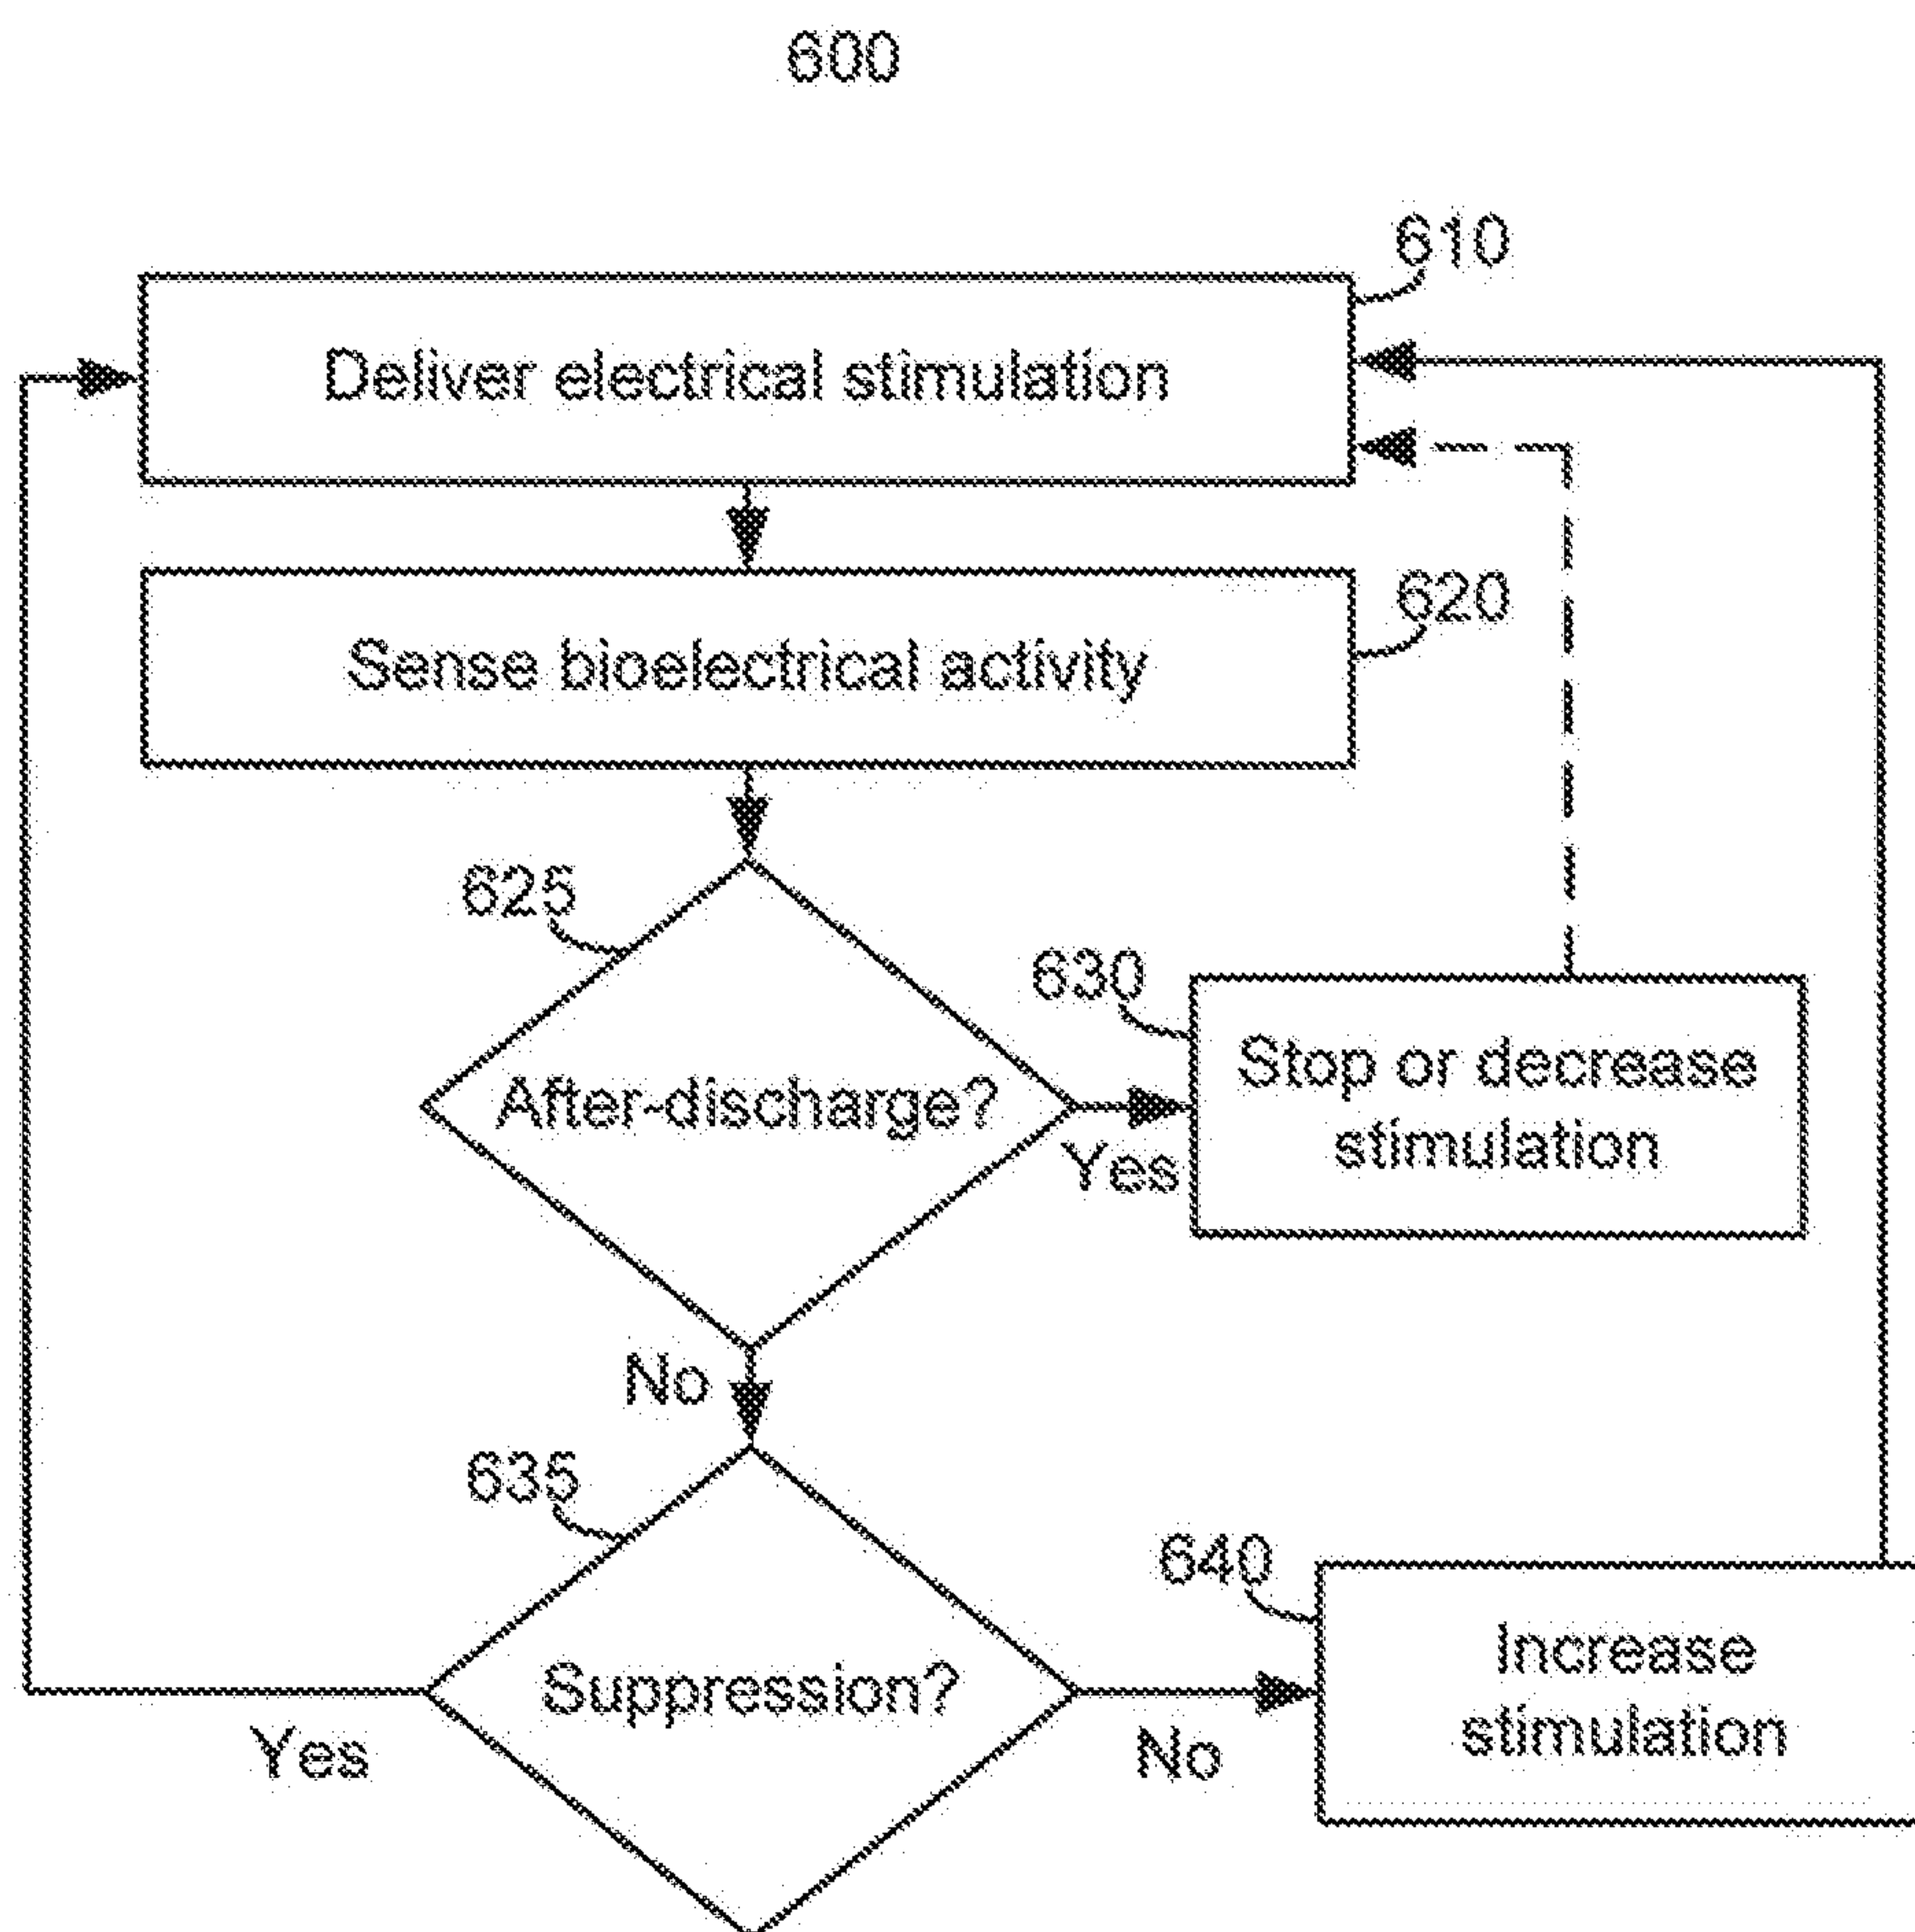 600
610
Deliver electrical stimulation
620
Sense bioelectrical activity
625
630
After-discharge?
Yes
Stop or decrease
stimulation
No
635
640
Suppression?
Yes
No
Increase
stimulation